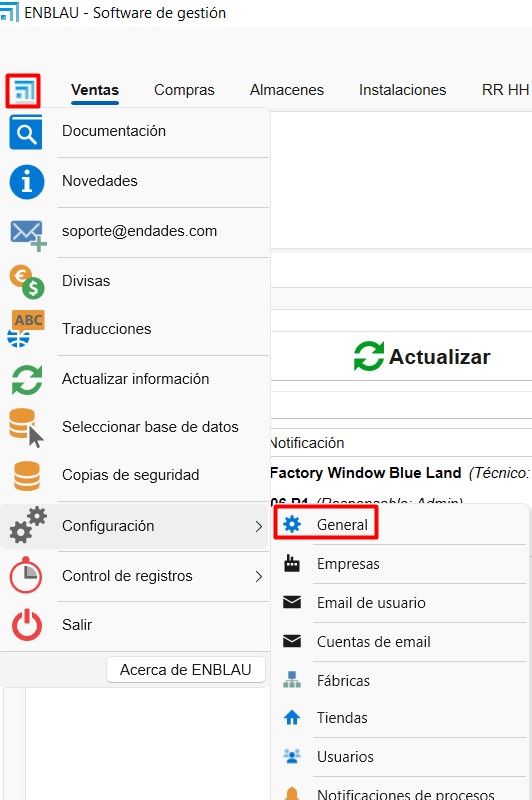 ENBLAU - Software de gestión
Ventas Compras Almacenes Instalaciones RR HH
Documentación
Novedades
soporte@endades.com
Divisas
ABC
Traducciones
Actualizar
Actualizar información
Seleccionar base de datos
Notificación
Factory Window Blue Land (Técnico:
Copias de seguridad
06 P1 (Responsable: Admin)
Configuración
General
Empresas
Control de registros
Email de usuario
Salir
Cuentas de email
Acerca de ENBLAU
Fábricas
Tiendas
Usuarios
Notificaciones de procesos